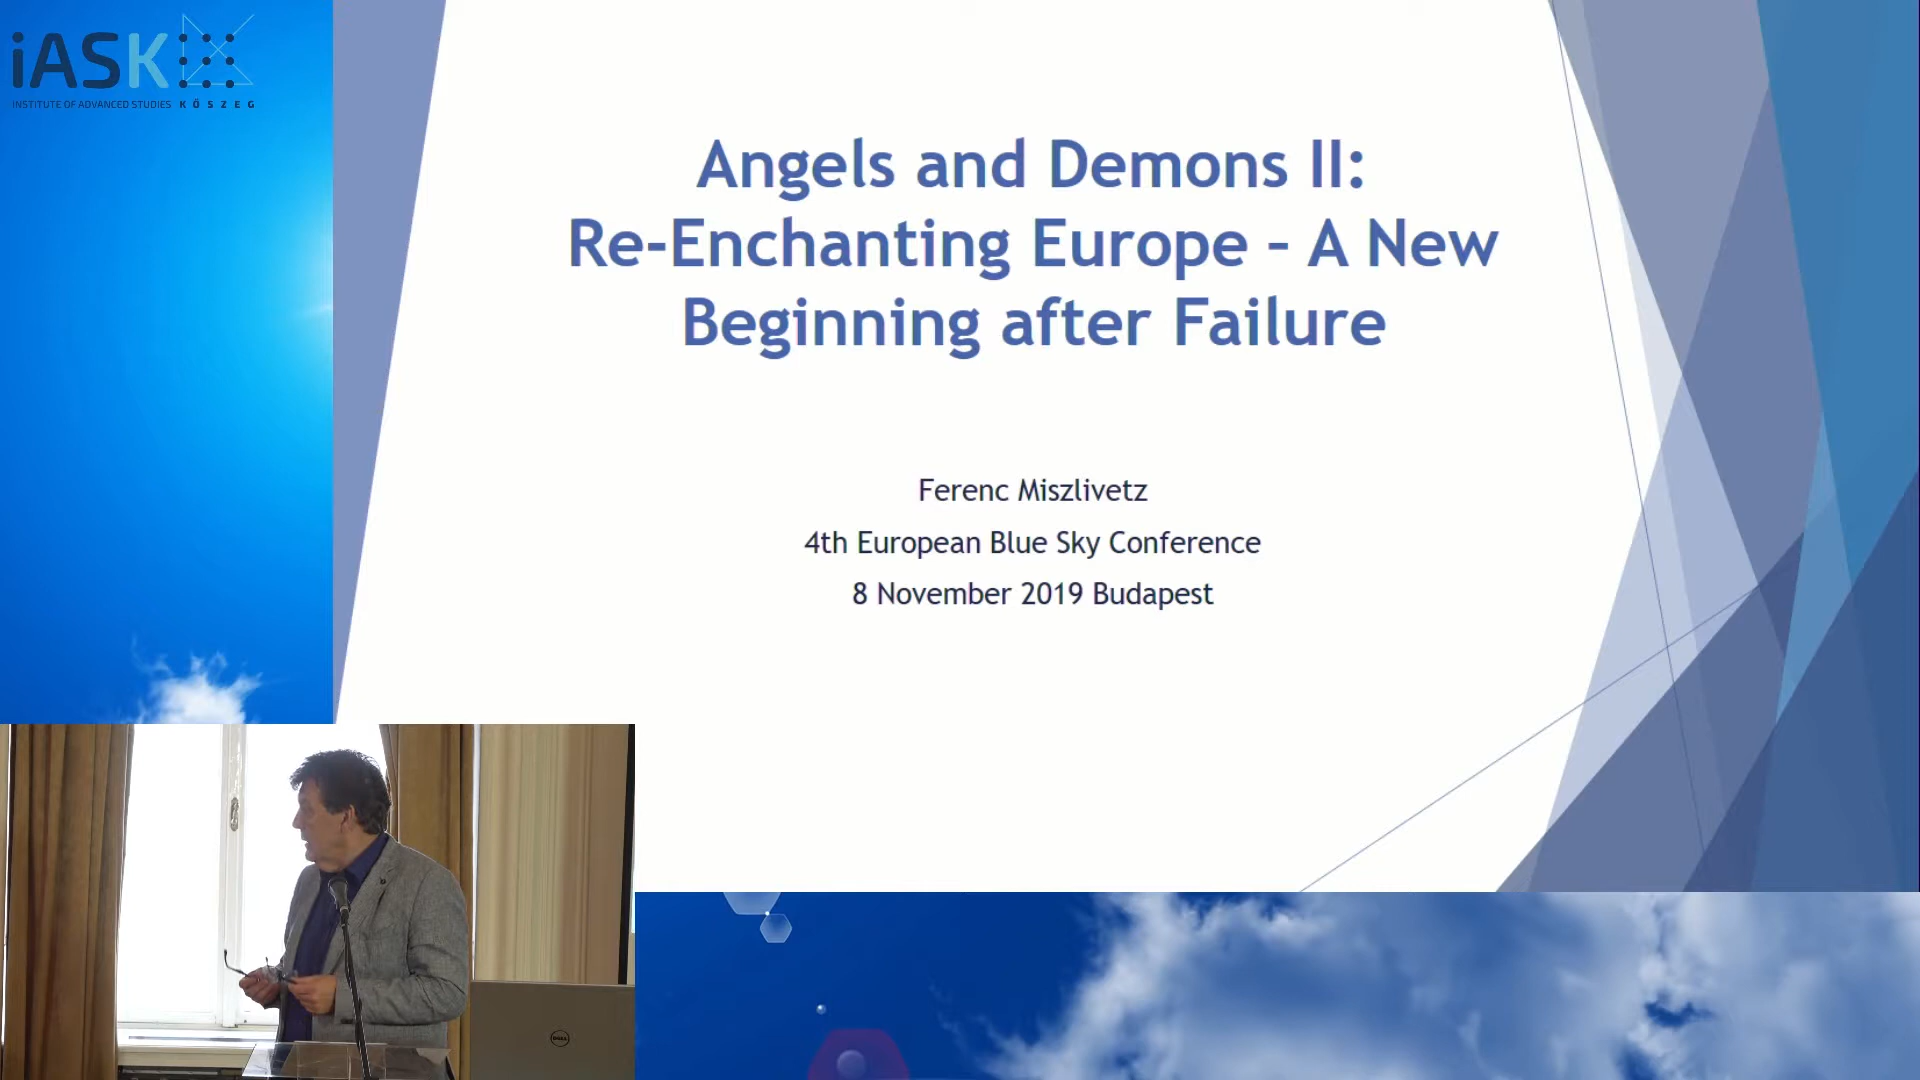 iASK
INSTITUTE OF ADVANCED STUDIES KŐSZEG
Angels and Demons II:
Re-Enchanting Europe – A New
Beginning after Failure
Ferenc Miszlivetz
4th European Blue Sky Conference
8 November 2019 Budapest
DELL